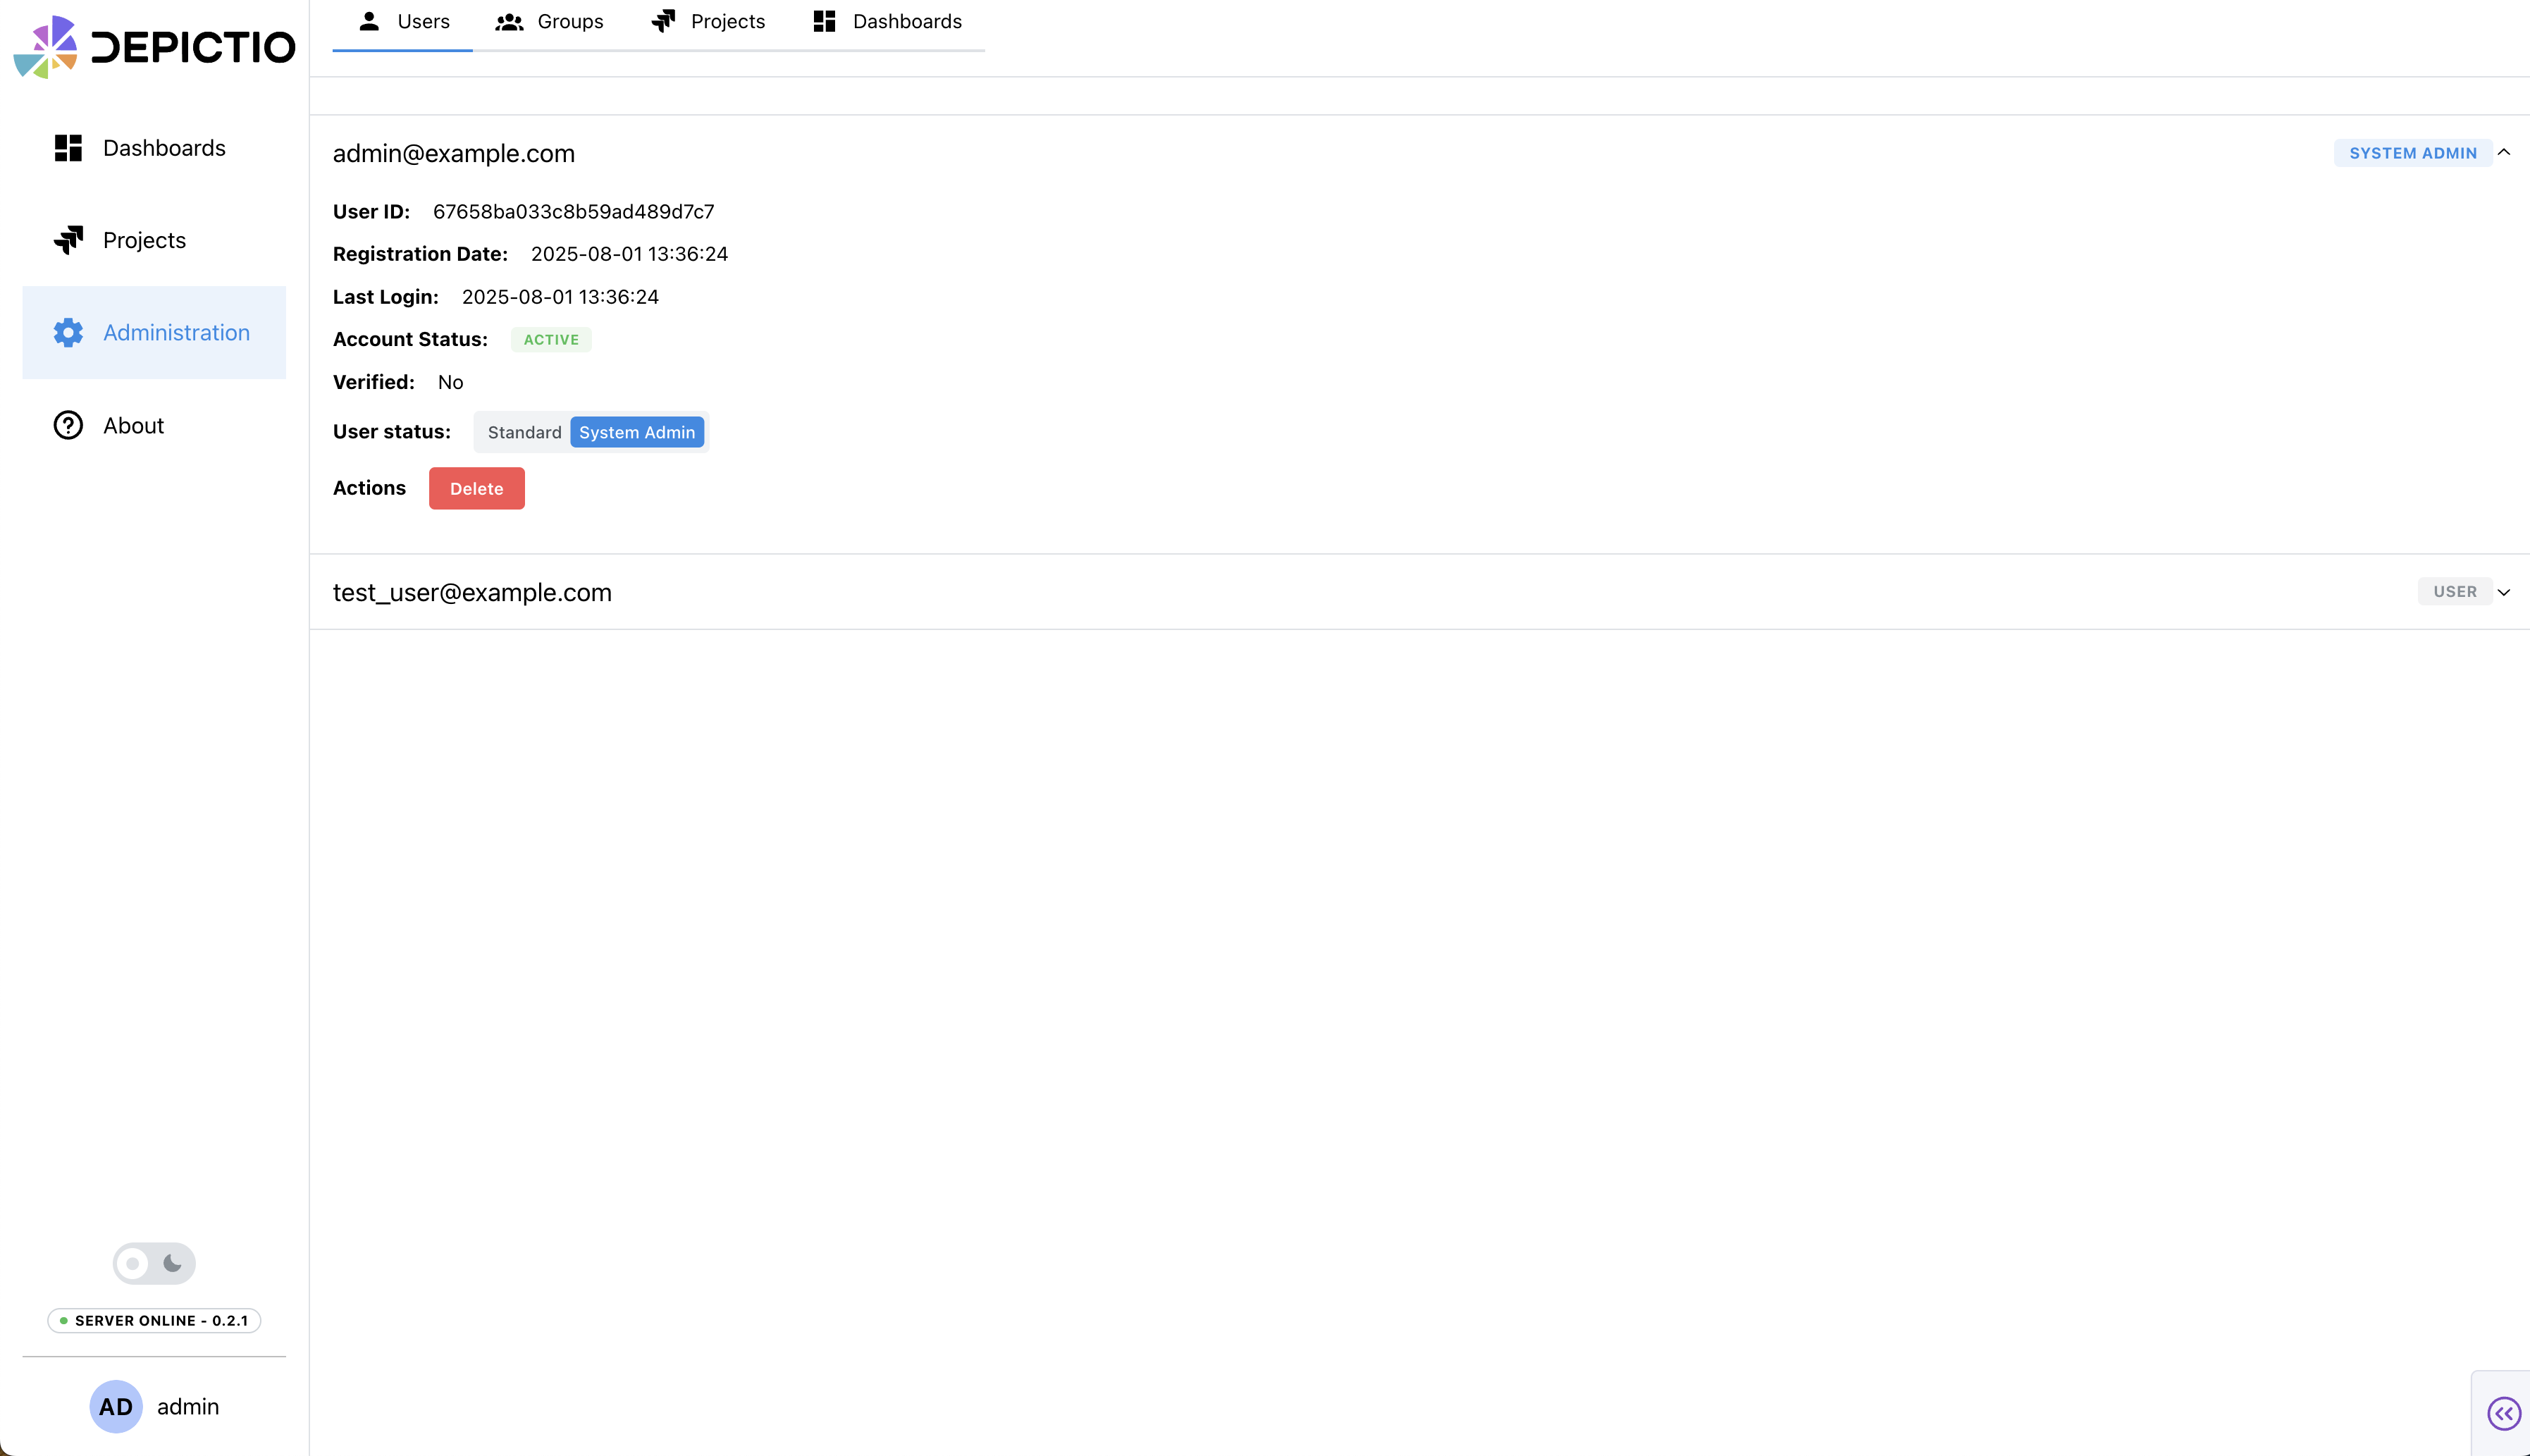 DEPICTIO
Dashboards
Projects
Administration
About
SERVER ONLINE - 0.2.1
AD admin
Users Groups Projects Dashboards
admin@example.com SYSTEM ADMIN
User ID: 67658ba033c8b59ad489d7c7
Registration Date: 2025-08-01 13:36:24
Last Login: 2025-08-01 13:36:24
Account Status: ACTIVE
Verified: No
User status: Standard System Admin
Actions Delete
test_user@example.com USER